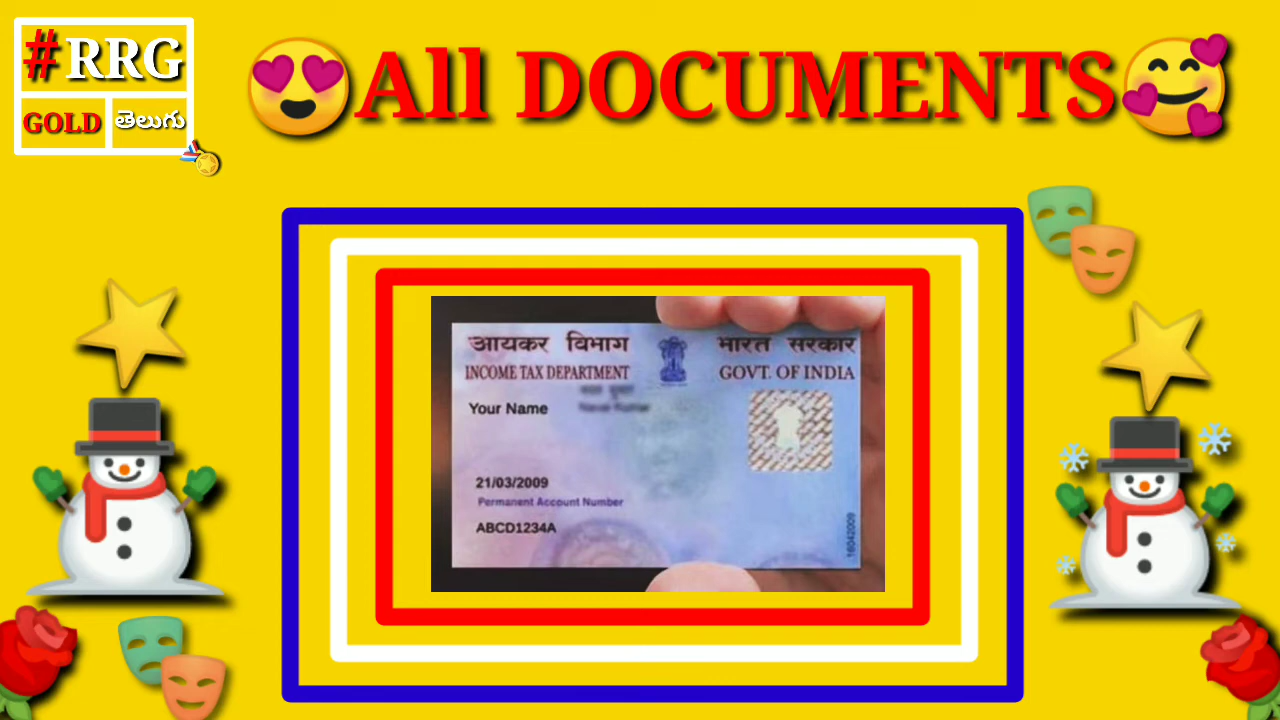 #RRG
GOLD తెలుగు
All DOCUMENTS
आयकर विभाग
INCOME TAX DEPARTMENT
भारत सरकार
GOVT. OF INDIA
Your Name
21/03/2009
Permanent Account Number
ABCD1234A
16042009